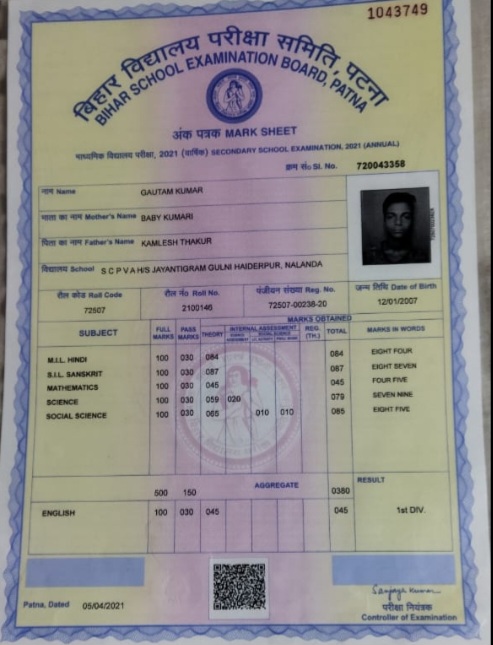 1043749
बिहार विद्यालय परीक्षा समिति, पटना
BIHAR SCHOOL EXAMINATION BOARD, PATNA
अंक पत्रक MARK SHEET
माध्यमिक विद्यालय परीक्षा, 2021 (वार्षिक) SECONDARY SCHOOL EXAMINATION, 2021 (ANNUAL)
क्रम सं० Sl. No. 720043358
नाम Name GAUTAM KUMAR
माता का नाम Mother's Name BABY KUMARI
पिता का नाम Father's Name KAMLESH THAKUR
विद्यालय School S C P V A H/S JAYANTIGRAM GULNI HAIDERPUR, NALANDA
रौल कोड Roll Code रौल नं० Roll No. पंजीयन संख्या Reg. No. जन्म तिथि Date of Birth
72507 2100146 72507-00238-20 12/01/2007
MARKS OBTAINED
SUBJECT FULL MARKS PASS MARKS THEORY INTERNAL ASSESSMENT REG. (TH.) TOTAL MARKS IN WORDS
M.I.L. HINDI 100 030 084 084 EIGHT FOUR
S.I.L. SANSKRIT 100 030 087 087 EIGHT SEVEN
MATHEMATICS 100 030 045 045 FOUR FIVE
SCIENCE 100 030 059 020 079 SEVEN NINE
SOCIAL SCIENCE 100 030 065 010 010 085 EIGHT FIVE
500 150 AGGREGATE 0380 RESULT
ENGLISH 100 030 045 045 1st DIV.
Patna, Dated 05/04/2021
Sanjay Kumar
परीक्षा नियंत्रक
Controller of Examination